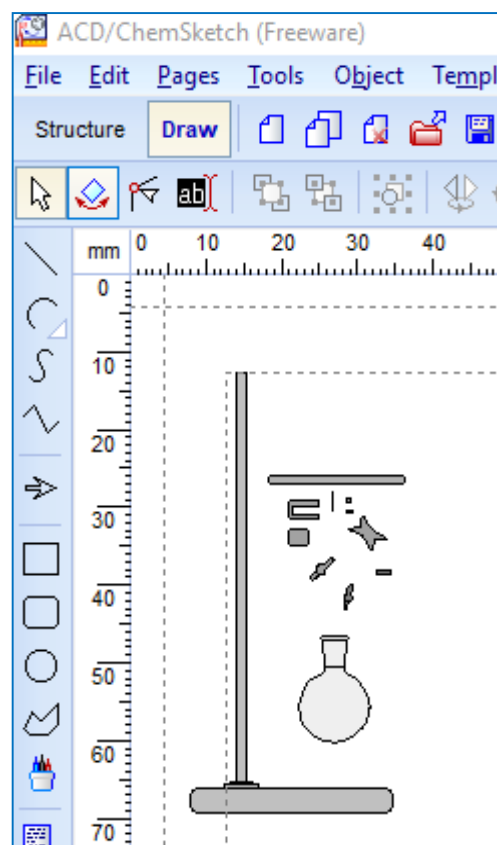 ACD/ChemSketch (Freeware)
File Edit Pages Tools Object Templ
Structure Draw
ab
mm 0 10 20 30 40
0
10
20
30
40
50
60
70